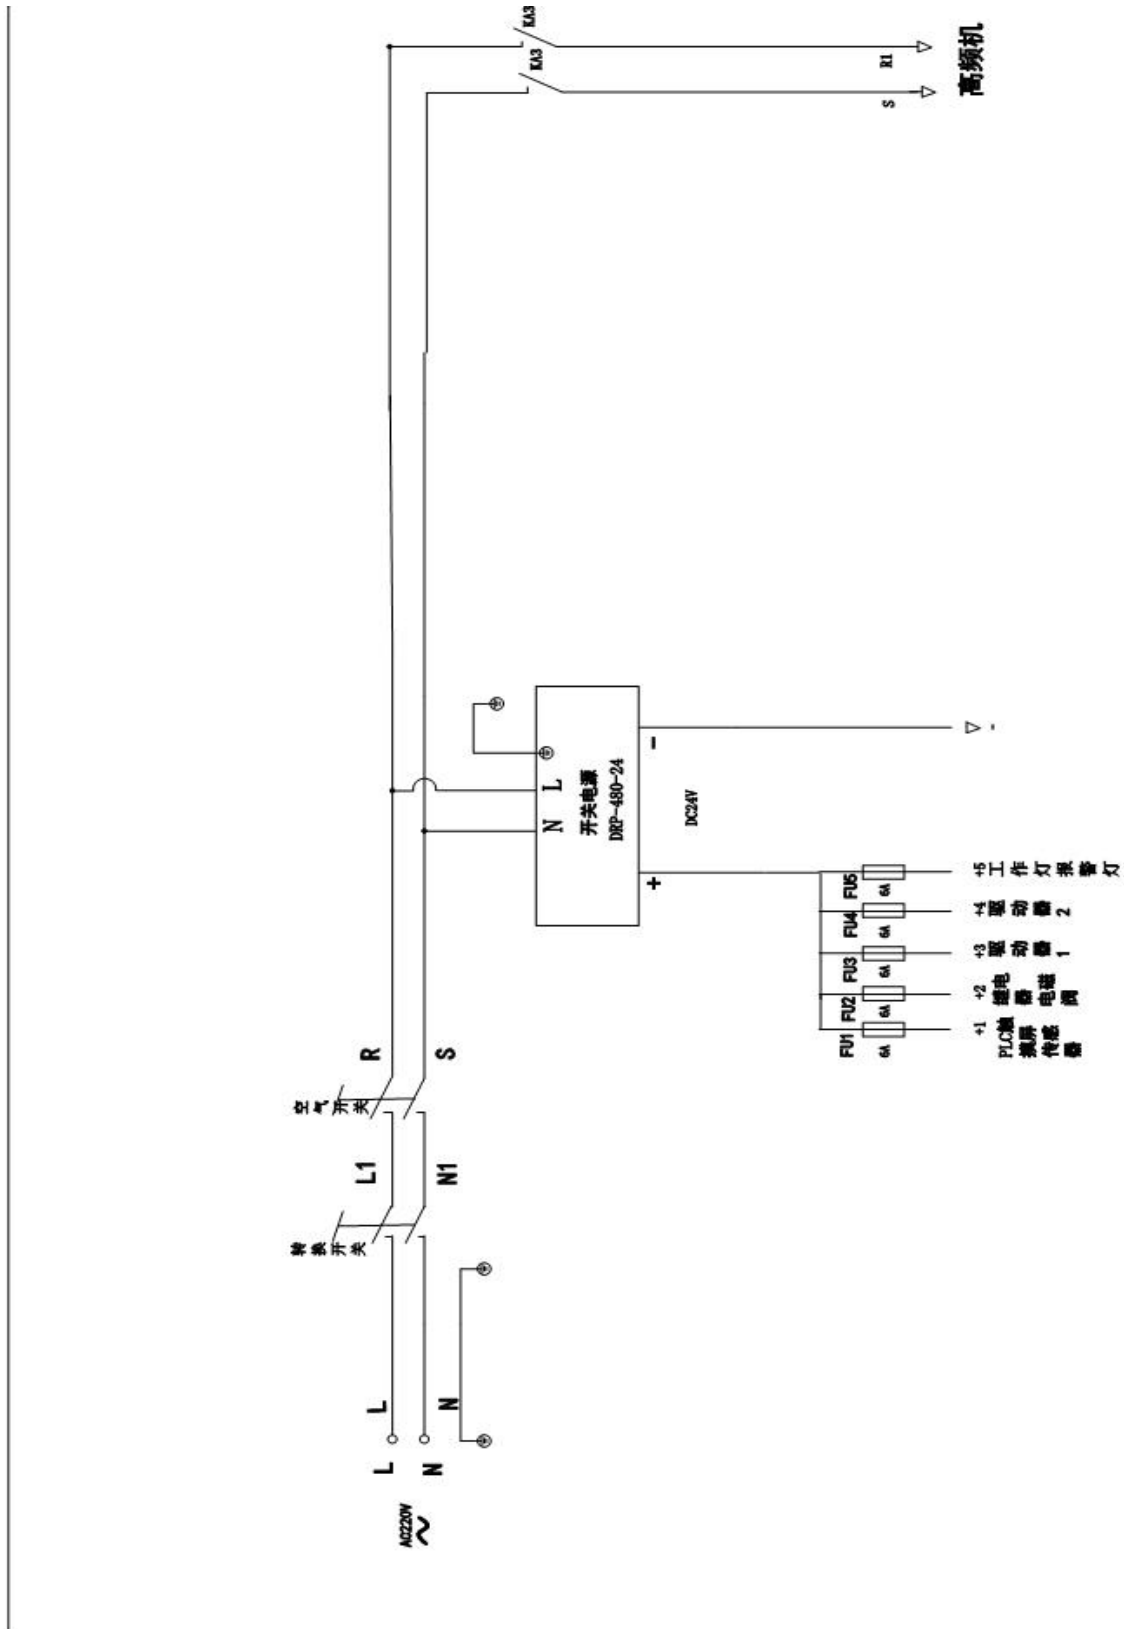 AC220V
~
L
N
L
N
转换开关
L1
N1
空气开关
R
S
N
L
开关电源
DRP-480-24
+
-
DC24V
FU1
6A
FU2
6A
FU3
6A
FU4
6A
FU5
6A
+1
PLC触
摸屏
传感
器
+2
继电
器
电磁
阀
+3
驱动器
1
+4
驱动器
2
+5
工作灯报警灯
-
KA3
KA3
R1
S
高频机